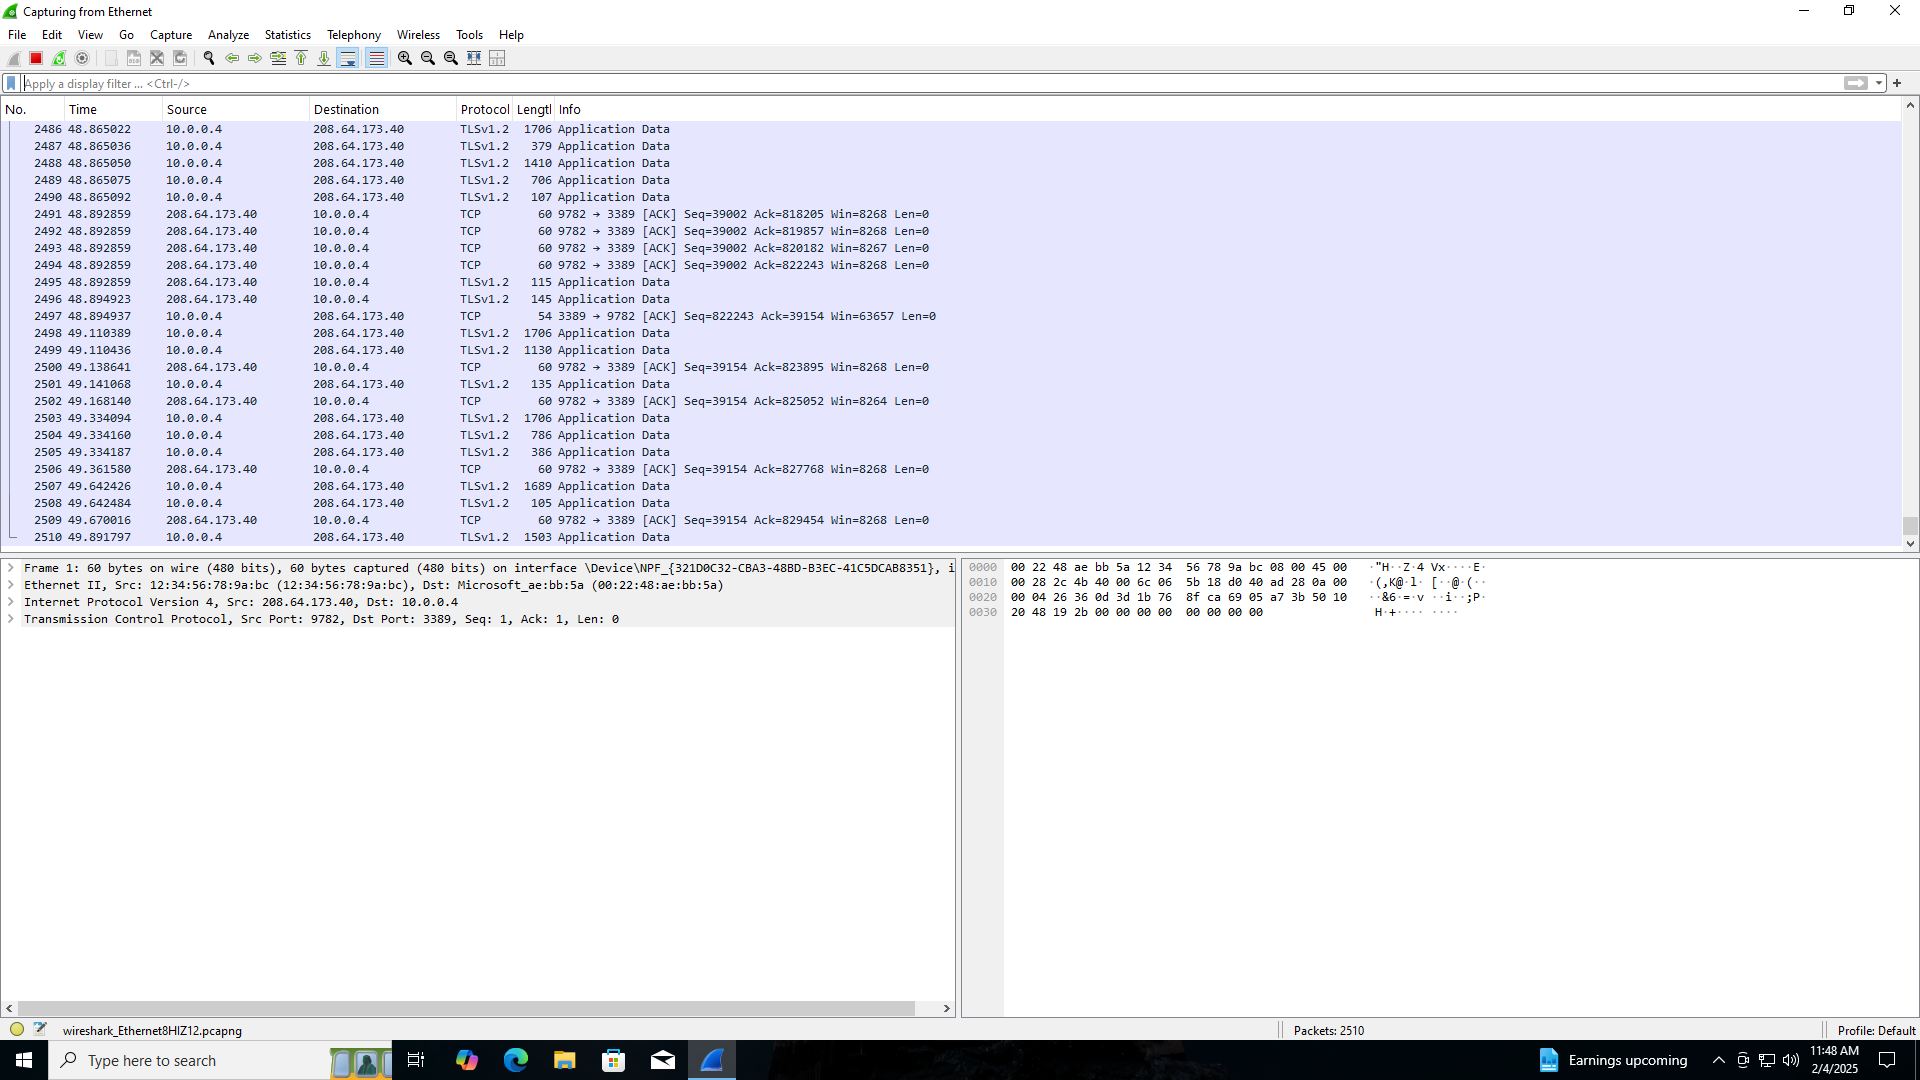 Capturing from Ethernet
File Edit View Go Capture Analyze Statistics Telephony Wireless Tools Help
Apply a display filter ... <Ctrl-/>
No. Time Source Destination Protocol Lengtl Info
2486 48.865022 10.0.0.4 208.64.173.40 TLSv1.2 1706 Application Data
2487 48.865036 10.0.0.4 208.64.173.40 TLSv1.2 379 Application Data
2488 48.865050 10.0.0.4 208.64.173.40 TLSv1.2 1410 Application Data
2489 48.865075 10.0.0.4 208.64.173.40 TLSv1.2 706 Application Data
2490 48.865092 10.0.0.4 208.64.173.40 TLSv1.2 107 Application Data
2491 48.892859 208.64.173.40 10.0.0.4 TCP 60 9782 → 3389 [ACK] Seq=39002 Ack=818205 Win=8268 Len=0
2492 48.892859 208.64.173.40 10.0.0.4 TCP 60 9782 → 3389 [ACK] Seq=39002 Ack=819857 Win=8268 Len=0
2493 48.892859 208.64.173.40 10.0.0.4 TCP 60 9782 → 3389 [ACK] Seq=39002 Ack=820182 Win=8267 Len=0
2494 48.892859 208.64.173.40 10.0.0.4 TCP 60 9782 → 3389 [ACK] Seq=39002 Ack=822243 Win=8268 Len=0
2495 48.892859 208.64.173.40 10.0.0.4 TLSv1.2 115 Application Data
2496 48.894923 208.64.173.40 10.0.0.4 TLSv1.2 145 Application Data
2497 48.894937 10.0.0.4 208.64.173.40 TCP 54 3389 → 9782 [ACK] Seq=822243 Ack=39154 Win=63657 Len=0
2498 49.110389 10.0.0.4 208.64.173.40 TLSv1.2 1706 Application Data
2499 49.110436 10.0.0.4 208.64.173.40 TLSv1.2 1130 Application Data
2500 49.138641 208.64.173.40 10.0.0.4 TCP 60 9782 → 3389 [ACK] Seq=39154 Ack=823895 Win=8268 Len=0
2501 49.141068 10.0.0.4 208.64.173.40 TLSv1.2 135 Application Data
2502 49.168140 208.64.173.40 10.0.0.4 TCP 60 9782 → 3389 [ACK] Seq=39154 Ack=825052 Win=8264 Len=0
2503 49.334094 10.0.0.4 208.64.173.40 TLSv1.2 1706 Application Data
2504 49.334160 10.0.0.4 208.64.173.40 TLSv1.2 786 Application Data
2505 49.334187 10.0.0.4 208.64.173.40 TLSv1.2 386 Application Data
2506 49.361580 208.64.173.40 10.0.0.4 TCP 60 9782 → 3389 [ACK] Seq=39154 Ack=827768 Win=8268 Len=0
2507 49.642426 10.0.0.4 208.64.173.40 TLSv1.2 1689 Application Data
2508 49.642484 10.0.0.4 208.64.173.40 TLSv1.2 105 Application Data
2509 49.670016 208.64.173.40 10.0.0.4 TCP 60 9782 → 3389 [ACK] Seq=39154 Ack=829454 Win=8268 Len=0
2510 49.891797 10.0.0.4 208.64.173.40 TLSv1.2 1503 Application Data
Frame 1: 60 bytes on wire (480 bits), 60 bytes captured (480 bits) on interface \Device\NPF_{321D0C32-CBA3-48BD-B3EC-41C5DCAB8351}, i
Ethernet II, Src: 12:34:56:78:9a:bc (12:34:56:78:9a:bc), Dst: Microsoft_ae:bb:5a (00:22:48:ae:bb:5a)
Internet Protocol Version 4, Src: 208.64.173.40, Dst: 10.0.0.4
Transmission Control Protocol, Src Port: 9782, Dst Port: 3389, Seq: 1, Ack: 1, Len: 0
0000 00 22 48 ae bb 5a 12 34 56 78 9a bc 08 00 45 00 ·"H··Z·4 Vx····E·
0010 00 28 2c 4b 40 00 6c 06 5b 18 d0 40 ad 28 0a 00 ·(,K@·l· [··@·(··
0020 00 04 26 36 0d 3d 1b 76 8f ca 69 05 a7 3b 50 10 ··&6·=·v ··i··;P·
0030 20 48 19 2b 00 00 00 00 00 00 00 00 H·+···· ····
wireshark_Ethernet8HIZ12.pcapng
Packets: 2510
Profile: Default
Type here to search
Earnings upcoming
11:48 AM
2/4/2025